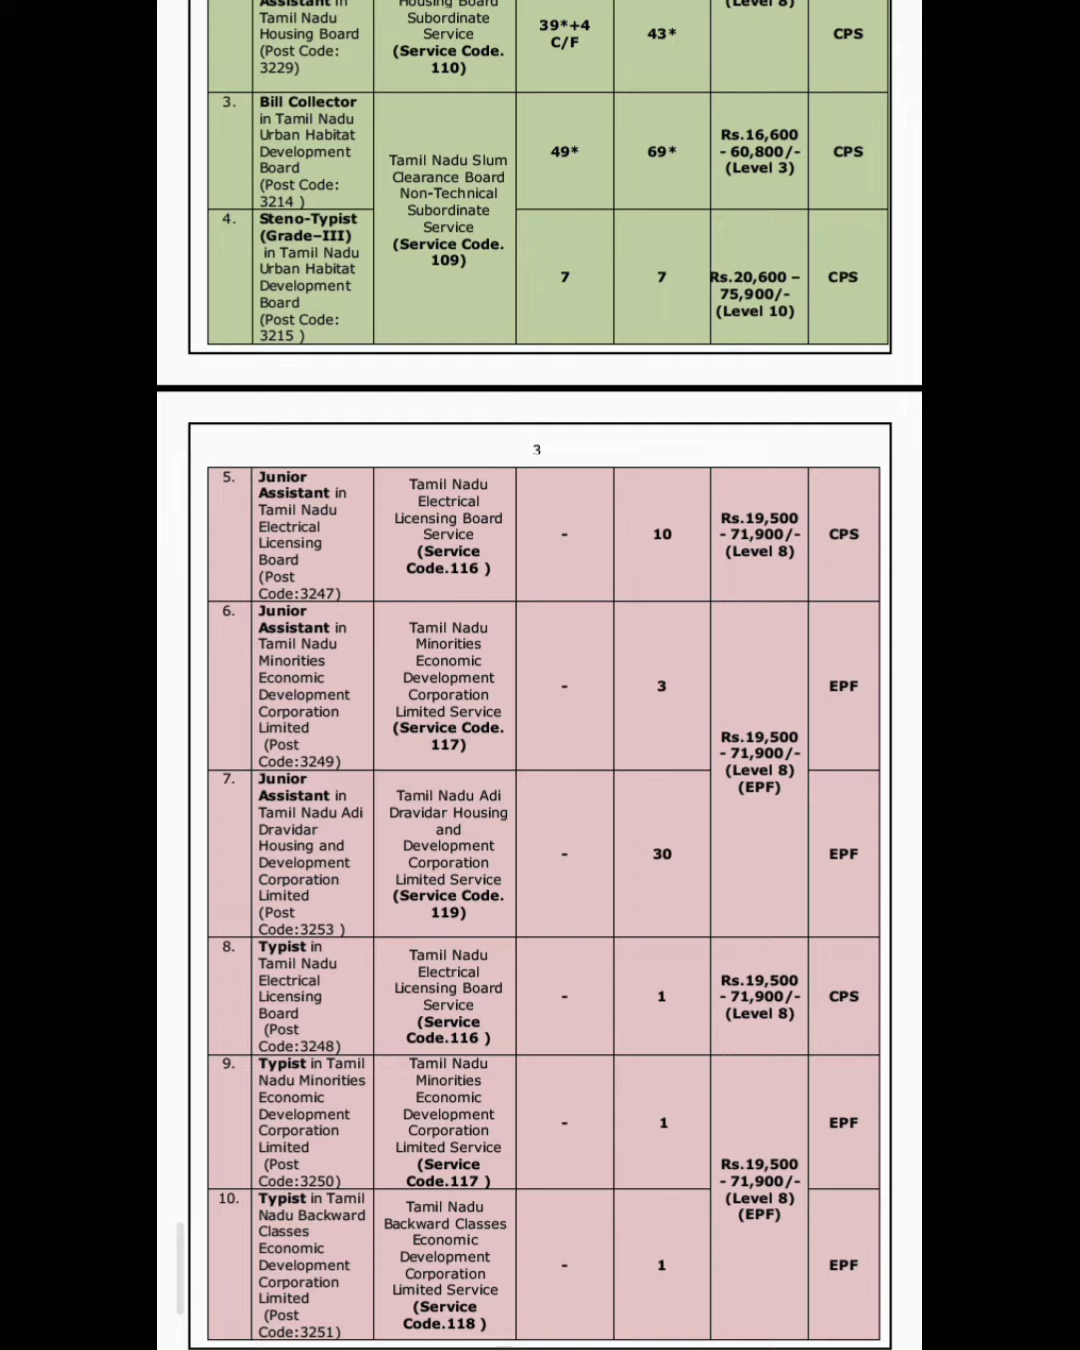 Assistant in
Tamil Nadu
Housing Board
(Post Code:
3229)
Housing Board
Subordinate
Service
(Service Code.
110)
39*+4
C/F
43*
(Level 8)
CPS
3.
Bill Collector
in Tamil Nadu
Urban Habitat
Development
Board
(Post Code:
3214 )
Tamil Nadu Slum
Clearance Board
Non-Technical
Subordinate
Service
(Service Code.
109)
49*
69*
Rs.16,600
- 60,800/-
(Level 3)
CPS
4.
Steno-Typist
(Grade–III)
in Tamil Nadu
Urban Habitat
Development
Board
(Post Code:
3215 )
7
7
Rs.20,600 –
75,900/-
(Level 10)
CPS
3
5.
Junior
Assistant in
Tamil Nadu
Electrical
Licensing
Board
(Post
Code:3247)
Tamil Nadu
Electrical
Licensing Board
Service
(Service
Code.116 )
-
10
Rs.19,500
- 71,900/-
(Level 8)
CPS
6.
Junior
Assistant in
Tamil Nadu
Minorities
Economic
Development
Corporation
Limited
(Post
Code:3249)
Tamil Nadu
Minorities
Economic
Development
Corporation
Limited Service
(Service Code.
117)
-
3
Rs.19,500
- 71,900/-
(Level 8)
(EPF)
EPF
7.
Junior
Assistant in
Tamil Nadu Adi
Dravidar
Housing and
Development
Corporation
Limited
(Post
Code:3253 )
Tamil Nadu Adi
Dravidar Housing
and
Development
Corporation
Limited Service
(Service Code.
119)
-
30
EPF
8.
Typist in
Tamil Nadu
Electrical
Licensing
Board
(Post
Code:3248)
Tamil Nadu
Electrical
Licensing Board
Service
(Service
Code.116 )
-
1
Rs.19,500
- 71,900/-
(Level 8)
CPS
9.
Typist in Tamil
Nadu Minorities
Economic
Development
Corporation
Limited
(Post
Code:3250)
Tamil Nadu
Minorities
Economic
Development
Corporation
Limited Service
(Service
Code.117 )
-
1
Rs.19,500
- 71,900/-
(Level 8)
(EPF)
EPF
10.
Typist in Tamil
Nadu Backward
Classes
Economic
Development
Corporation
Limited
(Post
Code:3251)
Tamil Nadu
Backward Classes
Economic
Development
Corporation
Limited Service
(Service
Code.118 )
-
1
EPF